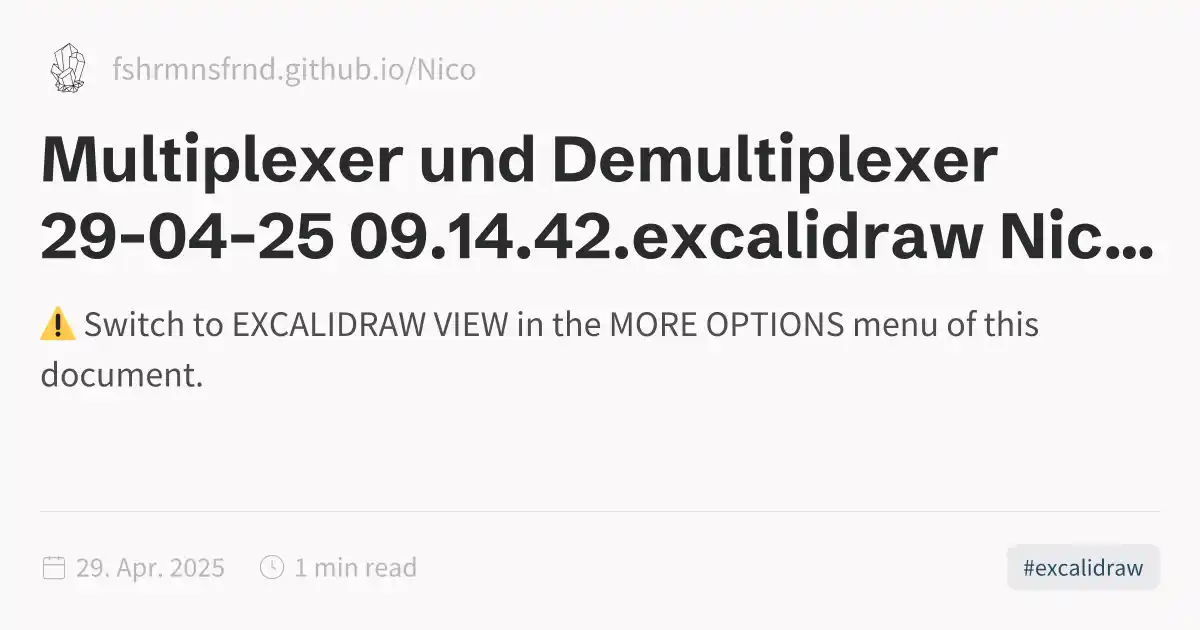 fshrmnsfrnd.github.io/Nico
Multiplexer und Demultiplexer
29-04-25 09.14.42.excalidraw Nic...
⚠️ Switch to EXCALIDRAW VIEW in the MORE OPTIONS menu of this
document.
29. Apr. 2025 1 min read #excalidraw